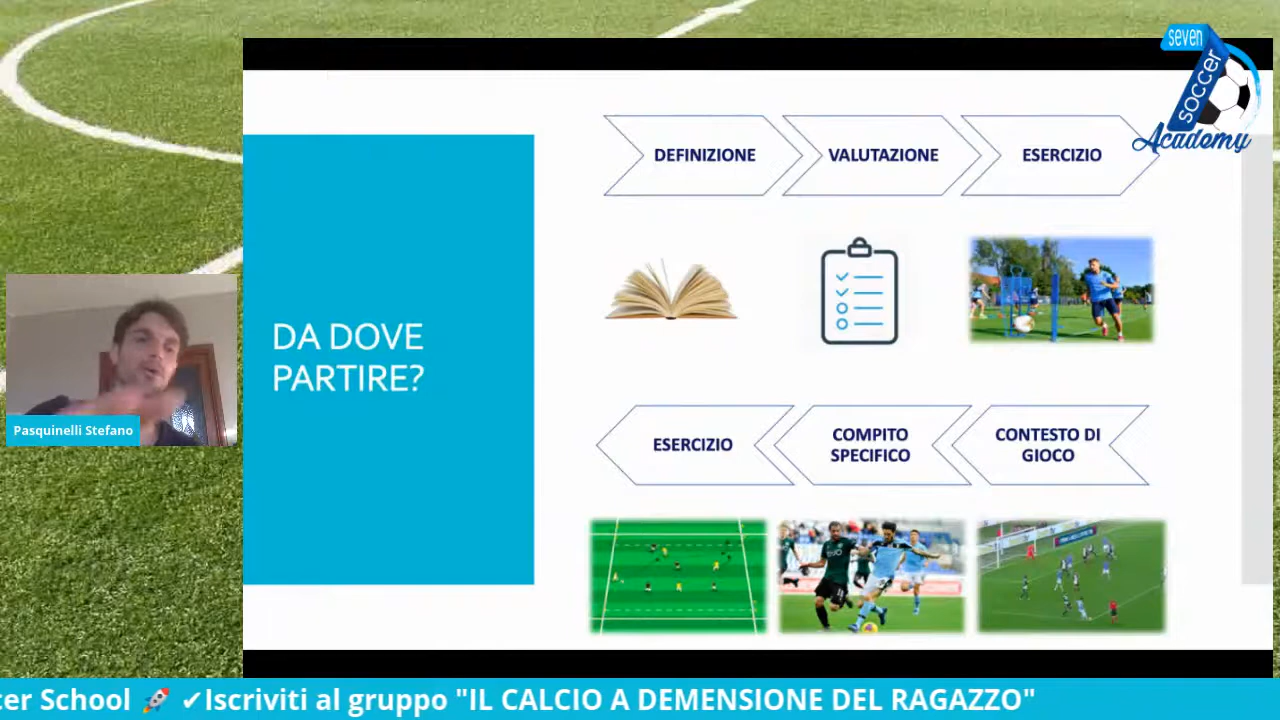 seven
SOCCER
Academy
DEFINIZIONE
VALUTAZIONE
ESERCIZIO
DA DOVE
PARTIRE?
ESERCIZIO
COMPITO
SPECIFICO
CONTESTO DI
GIOCO
Pasquinelli Stefano
cer School 🚀 ✔Iscriviti al gruppo "IL CALCIO A DEMENSIONE DEL RAGAZZO"